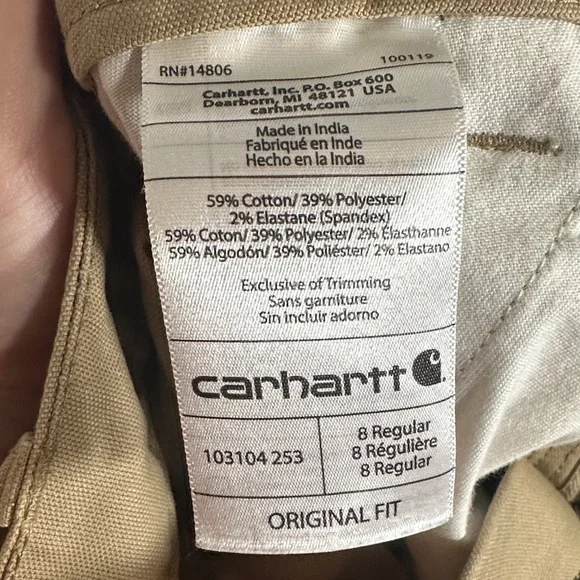 RN#14806 100119
Carhartt, Inc. P.O. Box 600
Dearborn, MI 48121 USA
carhartt.com
Made in India
Fabriqué en Inde
Hecho en la India
59% Cotton/ 39% Polyester/
2% Elastane (Spandex)
59% Coton/ 39% Polyester/ 2% Élasthanne
59% Algodón/ 39% Poliéster/ 2% Elastano
Exclusive of Trimming
Sans garniture
Sin incluir adorno
carhartt
103104 253
8 Regular
8 Régulière
8 Regular
ORIGINAL FIT